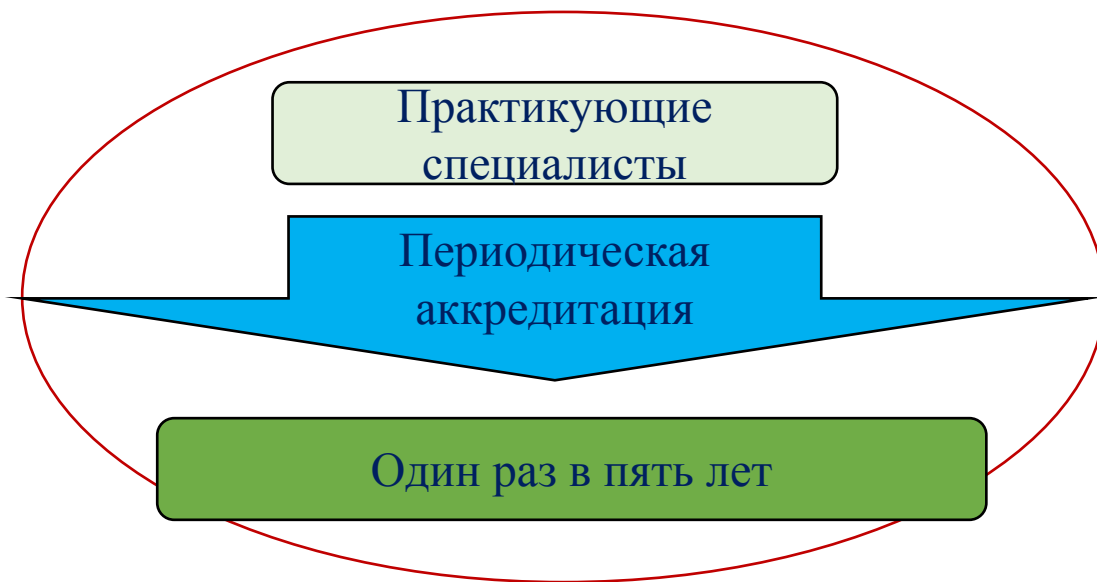 Практикующие
специалисты
Периодическая
аккредитация
Один раз в пять лет